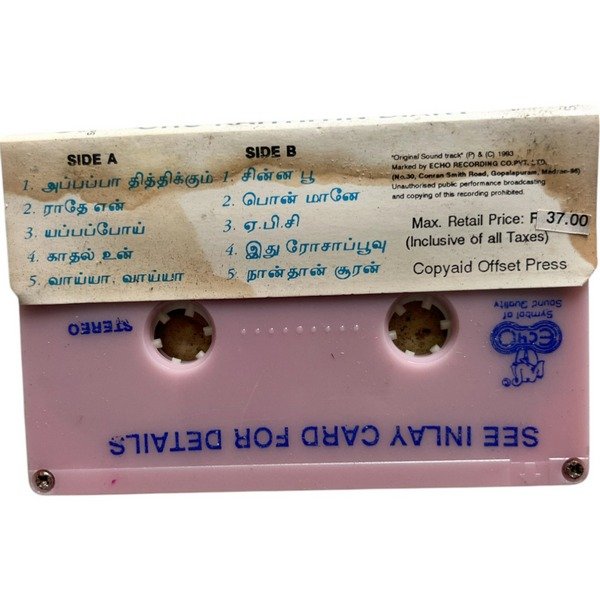 SIDE A
1. அப்பப்பா தித்திக்கும்
2. ராதே என்
3. யப்பப்போய்
4. காதல் உன்
5. வாய்யா, வாய்யா
SIDE B
1. சின்ன பூ
2. பொன் மானே
3. ஏ.பி.சி
4. இது ரோசாப்பூவு
5. நான்தான் சூரன்
"Original Sound track" (P) & (C) 1993
Marked by ECHO RECORDING CO.PVT. LTD.
(No.30, Conran Smith Road, Gopalapuram, Madras-86)
Unauthorised public performance broadcasting
and copying of this recording prohibited.
Max. Retail Price: R 37.00
(Inclusive of all Taxes)
Copyaid Offset Press
STEREO
ECHO
Symbol of
Sound Quality
SEE INLAY CARD FOR DETAILS